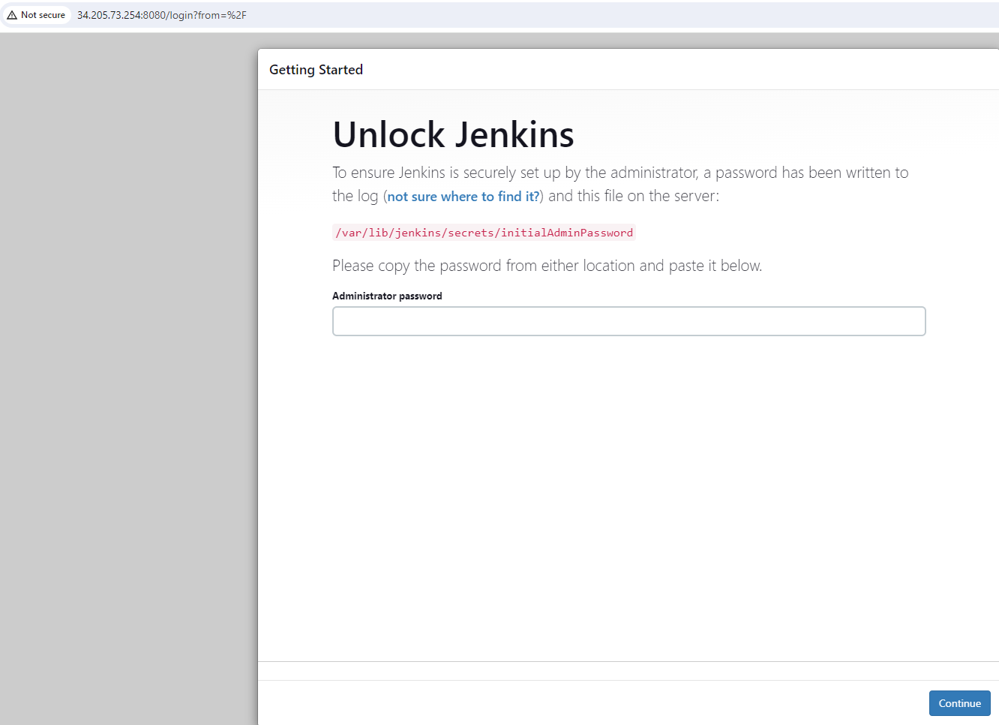 Not secure 34.205.73.254:8080/login?from=%2F
Getting Started
Unlock Jenkins
To ensure Jenkins is securely set up by the administrator, a password has been written to
the log (not sure where to find it?) and this file on the server:
/var/lib/jenkins/secrets/initialAdminPassword
Please copy the password from either location and paste it below.
Administrator password
Continue